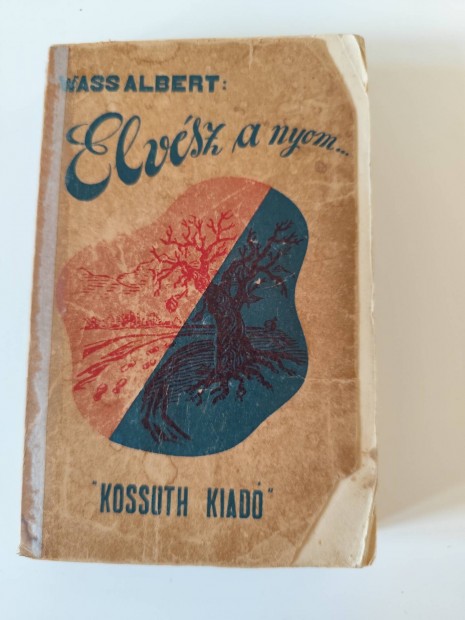 WASS ALBERT:
Elvész a nyom...
"KOSSUTH KIADÓ"